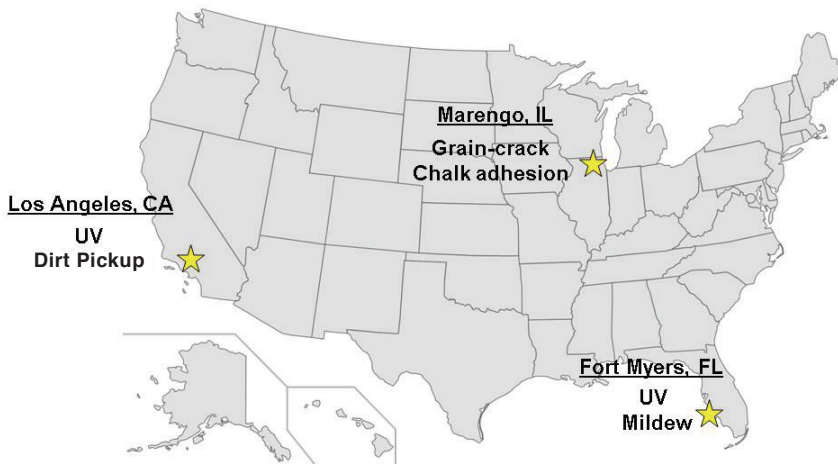 Marengo, IL
Grain-crack
Chalk adhesion
Los Angeles, CA
UV
Dirt Pickup
Fort Myers, FL
UV
Mildew